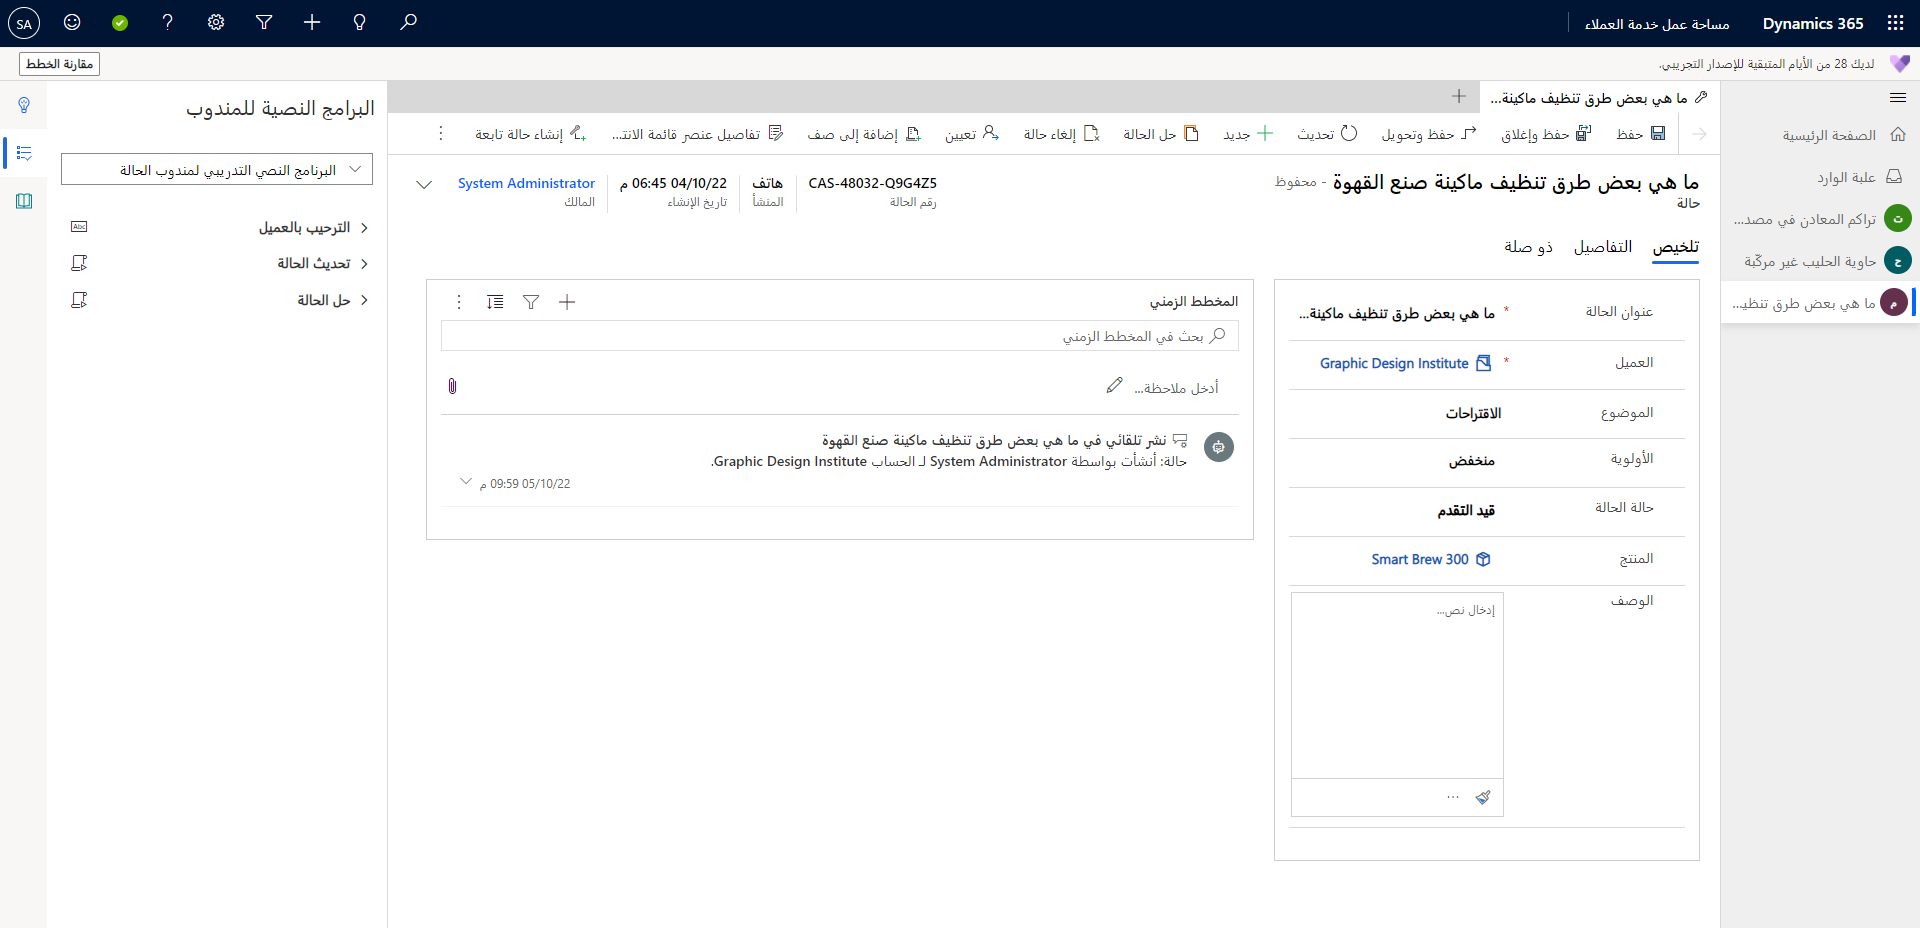 Dynamics 365
مساحة عمل خدمة العملاء
SA
لديك 28 من الأيام المتبقية للإصدار التجريبي.
مقارنة الخطط
الصفحة الرئيسية
علبة الوارد
ت
تراكم المعادن في مصد...
ح
حاوية الحليب غير مركّبة
م
ما هي بعض طرق تنظيـ...
ما هي بعض طرق تنظيف ماكينة...
حفظ
حفظ وإغلاق
حفظ وتحويل
تحديث
جديد
حل الحالة
إلغاء حالة
تعيين
إضافة إلى صف
تفاصيل عنصر قائمة الانتـ...
إنشاء حالة تابعة
ما هي بعض طرق تنظيف ماكينة صنع القهوة - محفوظ
حالة
CAS-48032-Q9G4Z5
رقم الحالة
هاتف
المنشأ
04/10/22 06:45 م
تاريخ الإنشاء
System Administrator
المالك
تلخيص
التفاصيل
ذو صلة
عنوان الحالة
* ما هي بعض طرق تنظيف ماكينة...
العميل
* Graphic Design Institute
الموضوع
الاقتراحات
الأولوية
منخفض
حالة الحالة
قيد التقدم
المنتج
Smart Brew 300
الوصف
إدخال نص...
المخطط الزمني
بحث في المخطط الزمني
أدخل ملاحظة...
نشر تلقائي في ما هي بعض طرق تنظيف ماكينة صنع القهوة
حالة: أنشأت بواسطة System Administrator لـ الحساب Graphic Design Institute.
05/10/22 09:59 م
البرامج النصية للمندوب
البرنامج النصي التدريبي لمندوب الحالة
الترحيب بالعميل
Abc
تحديث الحالة
حل الحالة